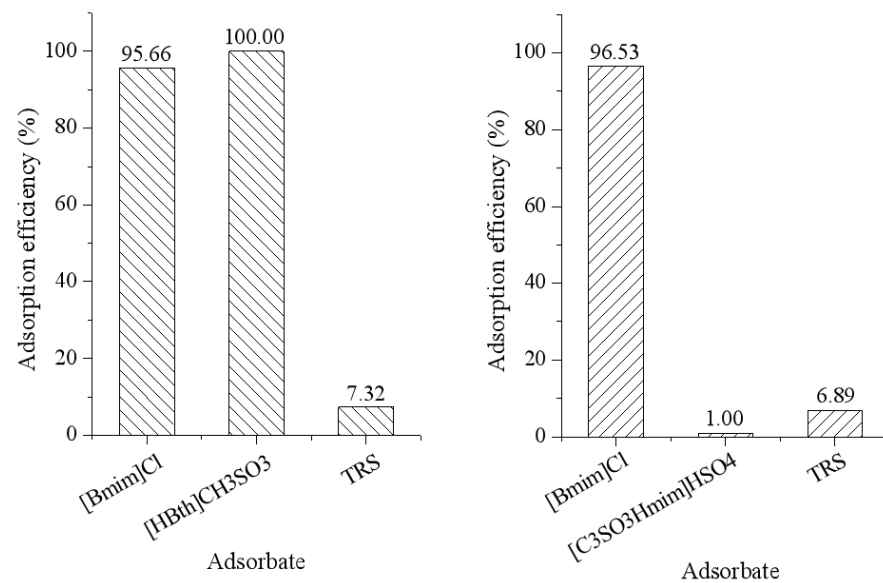 Adsorption efficiency (%)
100
80
60
40
20
0
95.66
100.00
7.32
[Bmim]Cl
[HBth]CH3SO3
TRS
Adsorbate
Adsorption efficiency (%)
100
80
60
40
20
0
96.53
1.00
6.89
[Bmim]Cl
[C3SO3Hmim]HSO4
TRS
Adsorbate